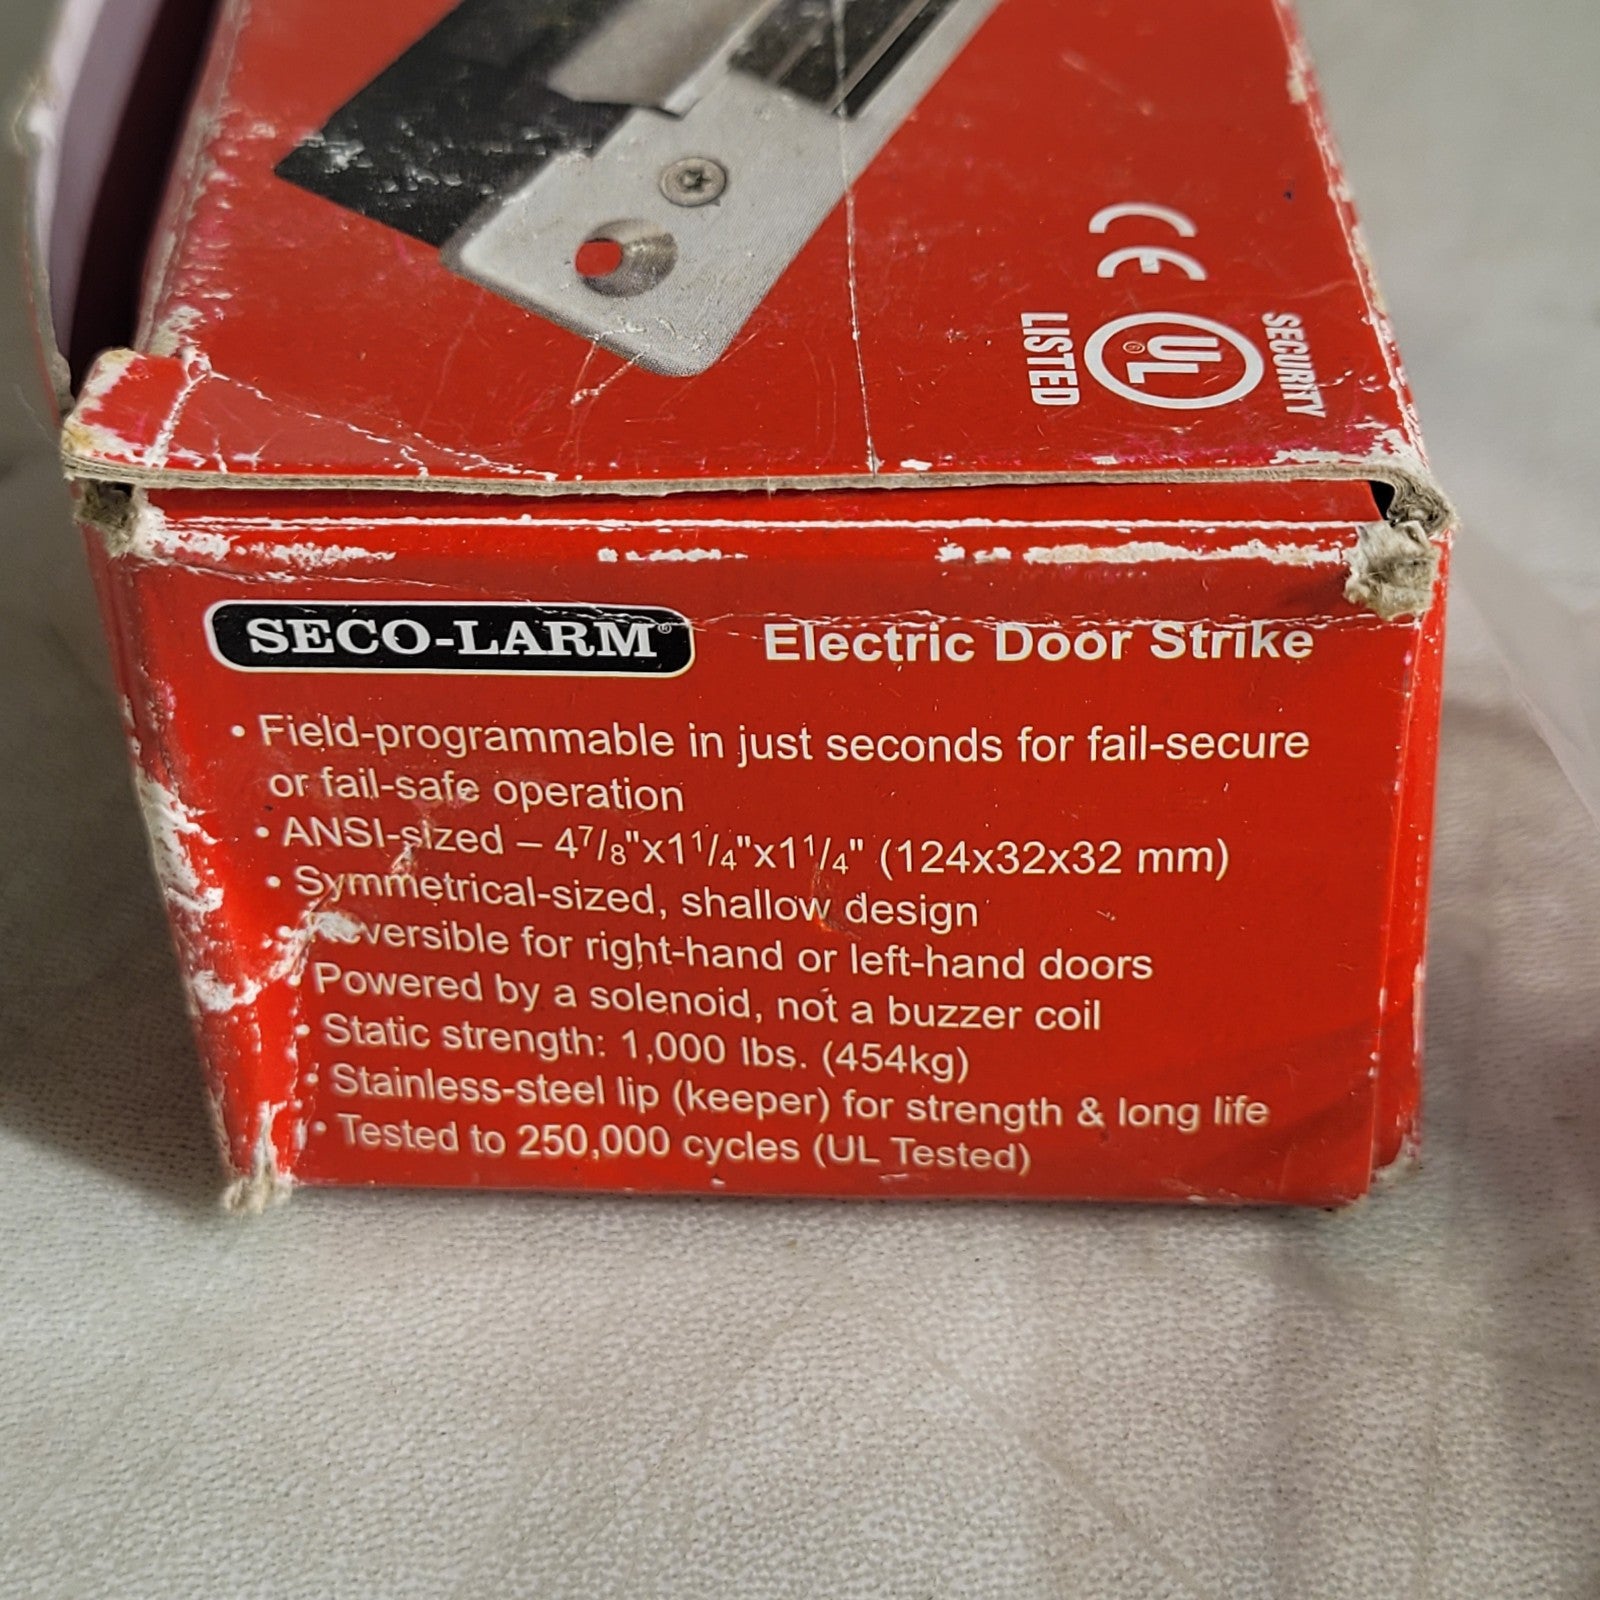 CE
SECURITY
UL ®
LISTED
SECO-LARM®
Electric Door Strike
• Field-programmable in just seconds for fail-secure
or fail-safe operation
• ANSI-sized – 4⁷/₈"x1¹/₄"x1¹/₄" (124x32x32 mm)
• Symmetrical-sized, shallow design
Reversible for right-hand or left-hand doors
• Powered by a solenoid, not a buzzer coil
• Static strength: 1,000 lbs. (454kg)
• Stainless-steel lip (keeper) for strength & long life
• Tested to 250,000 cycles (UL Tested)